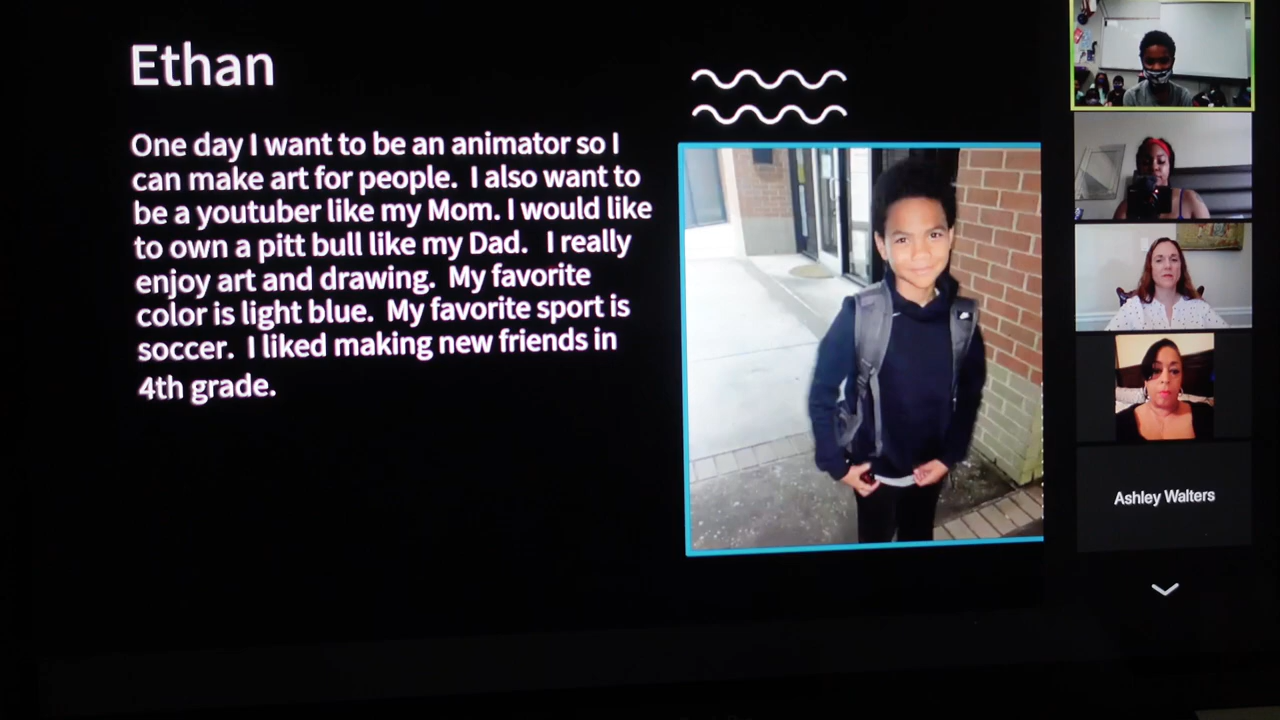 Ethan
One day I want to be an animator so I
can make art for people. I also want to
be a youtuber like my Mom. I would like
to own a pitt bull like my Dad. I really
enjoy art and drawing. My favorite
color is light blue. My favorite sport is
soccer. I liked making new friends in
4th grade.
Ashley Walters